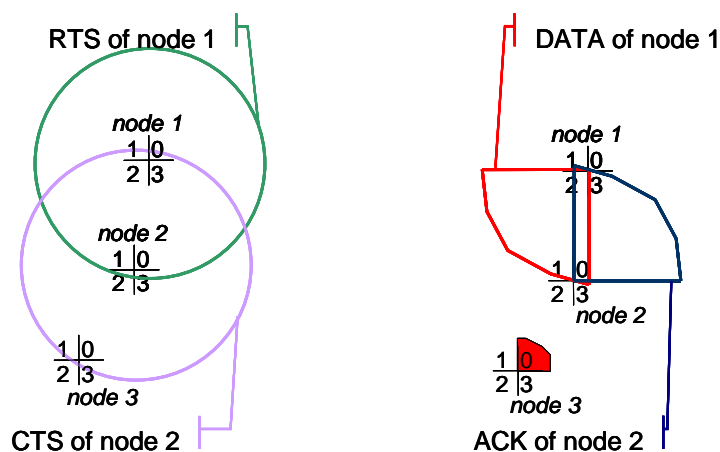 RTS of node 1
node 1
1 0
2 3
node 2
1 0
2 3
1 0
2 3
node 3
CTS of node 2
DATA of node 1
node 1
1 0
2 3
1 0
2 3
node 2
1 0
2 3
node 3
ACK of node 2